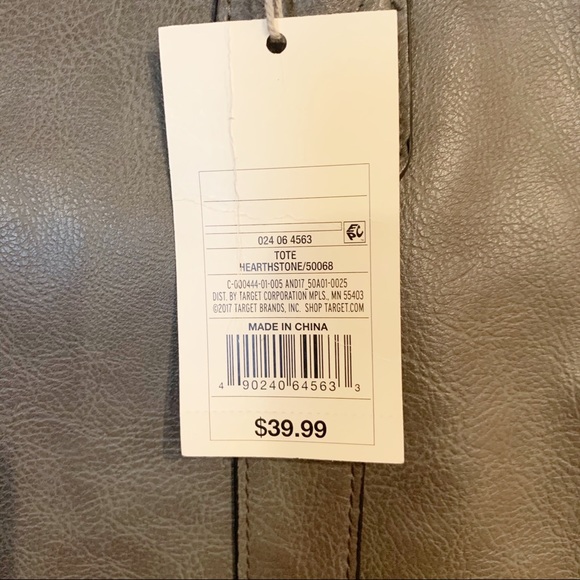 024 06 4563
TOTE
HEARTHSTONE/50068
C-000444-01-005 AND17_50A01-0025
DIST. BY TARGET CORPORATION MPLS., MN 55403
©2017 TARGET BRANDS, INC. SHOP TARGET.COM
MADE IN CHINA
4 90240 64563 3
$39.99